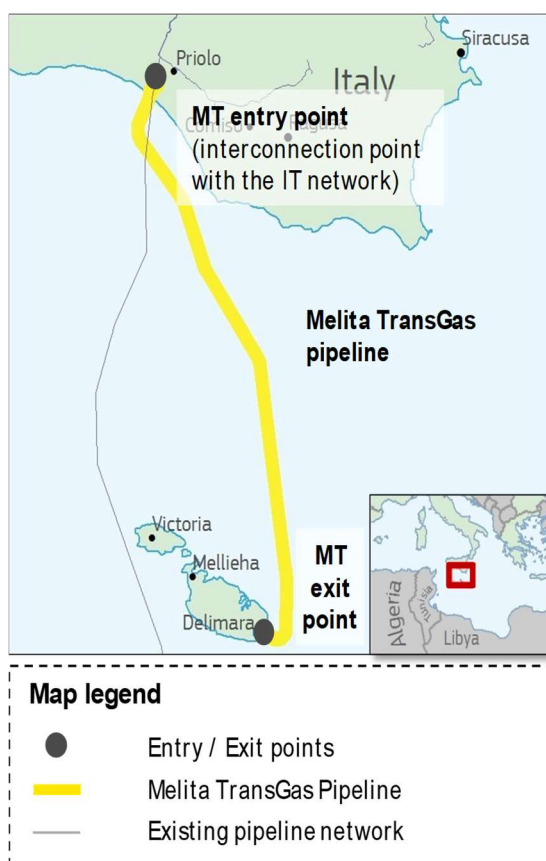 Siracusa
Priolo
Italy
MT entry point
Comiso
Ragusa
(interconnection point
with the IT network)
Melita TransGas
pipeline
Victoria
Mellieha
MT
exit
point
Delimara
Algeria
Tunisia
Libya
Map legend
Entry / Exit points
Melita TransGas Pipeline
Existing pipeline network